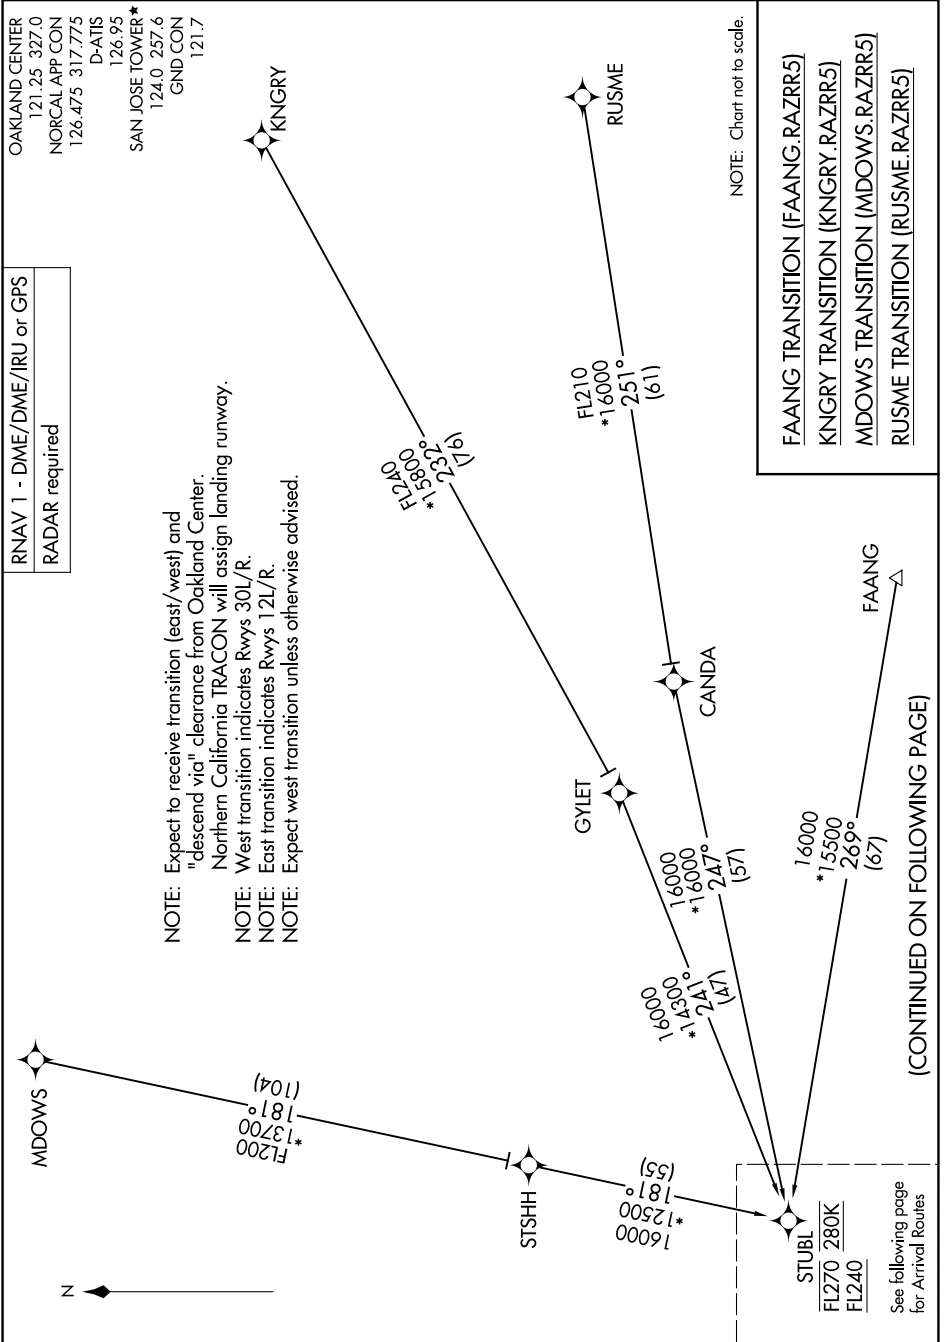 OAKLAND CENTER
121.25 327.0
NORCAL APP CON
126.475 317.775
D-ATIS
126.95
SAN JOSE TOWER★
124.0 257.6
GND CON
121.7
RNAV 1 - DME/DME/IRU or GPS
RADAR required
NOTE: Expect to receive transition (east/west) and
"descend via" clearance from Oakland Center.
Northern California TRACON will assign landing runway.
NOTE: West transition indicates Rwys 30L/R.
NOTE: East transition indicates Rwys 12L/R.
NOTE: Expect west transition unless otherwise advised.
N
MDOWS
FL200
*13700
181°
(104)
STSHH
16000
*12500
181°
(55)
KNGRY
FL240
*15800
232°
(76)
GYLET
16000
*14300
241°
(47)
RUSME
FL210
*16000
251°
(61)
CANDA
16000
*16000
247°
(57)
FAANG
16000
*15500
269°
(67)
STUBL
FL270 280K
FL240
See following page
for Arrival Routes
(CONTINUED ON FOLLOWING PAGE)
NOTE: Chart not to scale.
FAANG TRANSITION (FAANG.RAZRR5)
KNGRY TRANSITION (KNGRY.RAZRR5)
MDOWS TRANSITION (MDOWS.RAZRR5)
RUSME TRANSITION (RUSME.RAZRR5)